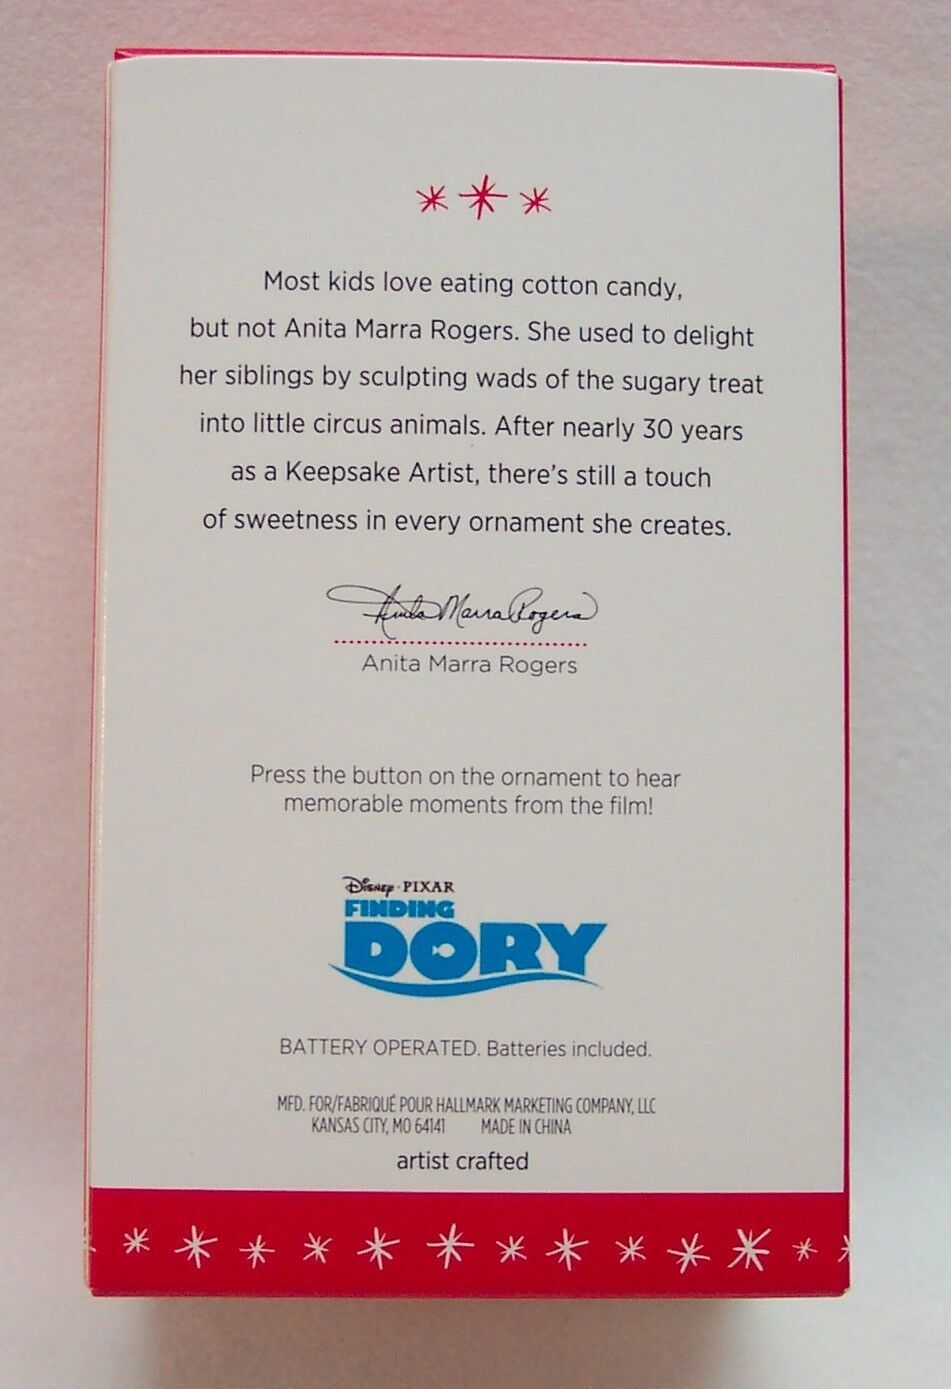 Most kids love eating cotton candy,
but not Anita Marra Rogers. She used to delight
her siblings by sculpting wads of the sugary treat
into little circus animals. After nearly 30 years
as a Keepsake Artist, there's still a touch
of sweetness in every ornament she creates.
Anita Marra Rogers
Anita Marra Rogers
Press the button on the ornament to hear
memorable moments from the film!
Disney · PIXAR
FINDING
DORY
BATTERY OPERATED. Batteries included.
MFD. FOR/FABRIQUÉ POUR HALLMARK MARKETING COMPANY, LLC
KANSAS CITY, MO 64141 MADE IN CHINA
artist crafted